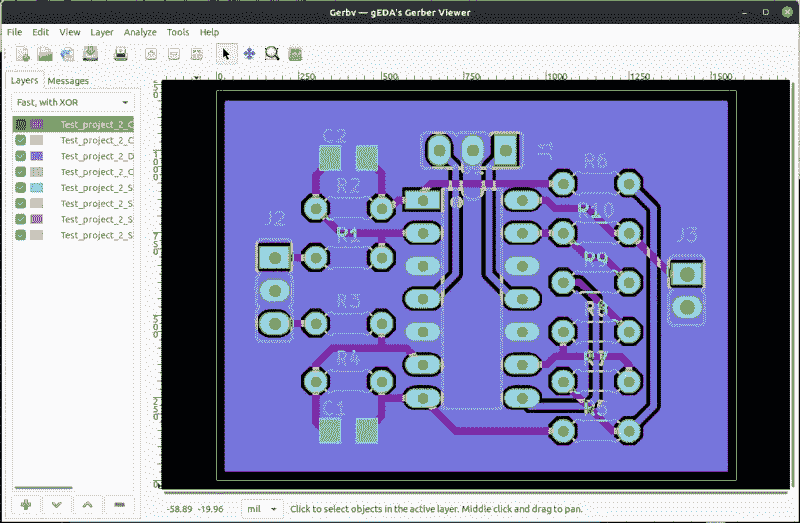 Gerbv — gEDA's Gerber Viewer
File Edit View Layer Analyze Tools Help
Layers Messages
0 250 500 750 1000 1250 1500
Fast, with XOR
Test_project_2_C
Test_project_2_C
Test_project_2_D
Test_project_2_C
Test_project_2_S
Test_project_2_S
Test_project_2_S
Test_project_2_S
C2
J1
R6
R2
R10
J2
R1
J3
R9
R3
R8
R4
R7
C1
R5
-58.89 -19.96 mil Click to select objects in the active layer. Middle click and drag to pan.